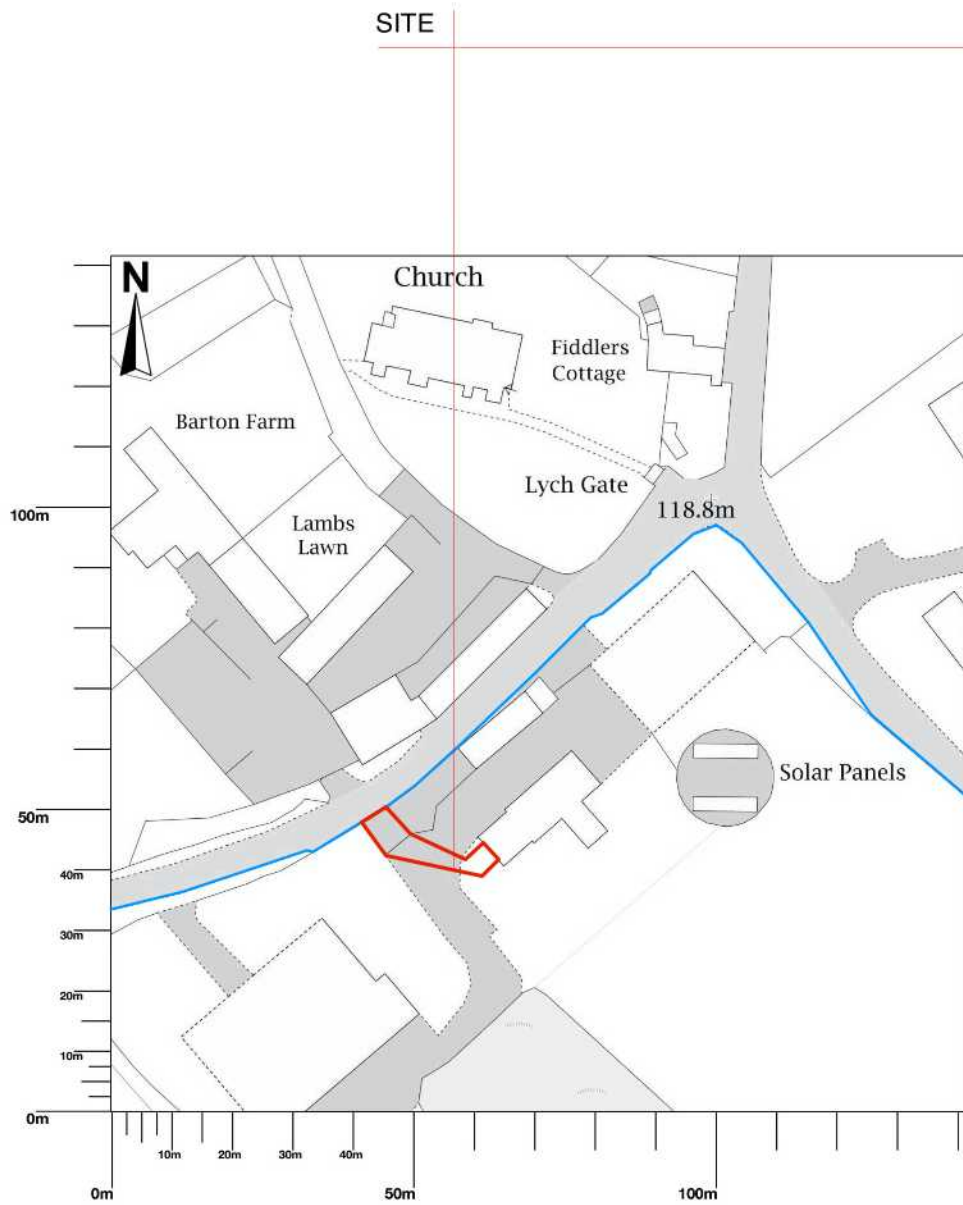 SITE
N
Church
Fiddlers
Cottage
Barton Farm
Lych Gate
118.8m
100m
Lambs
Lawn
Solar Panels
50m
40m
30m
20m
10m
0m
10m
20m
30m
40m
0m
50m
100m